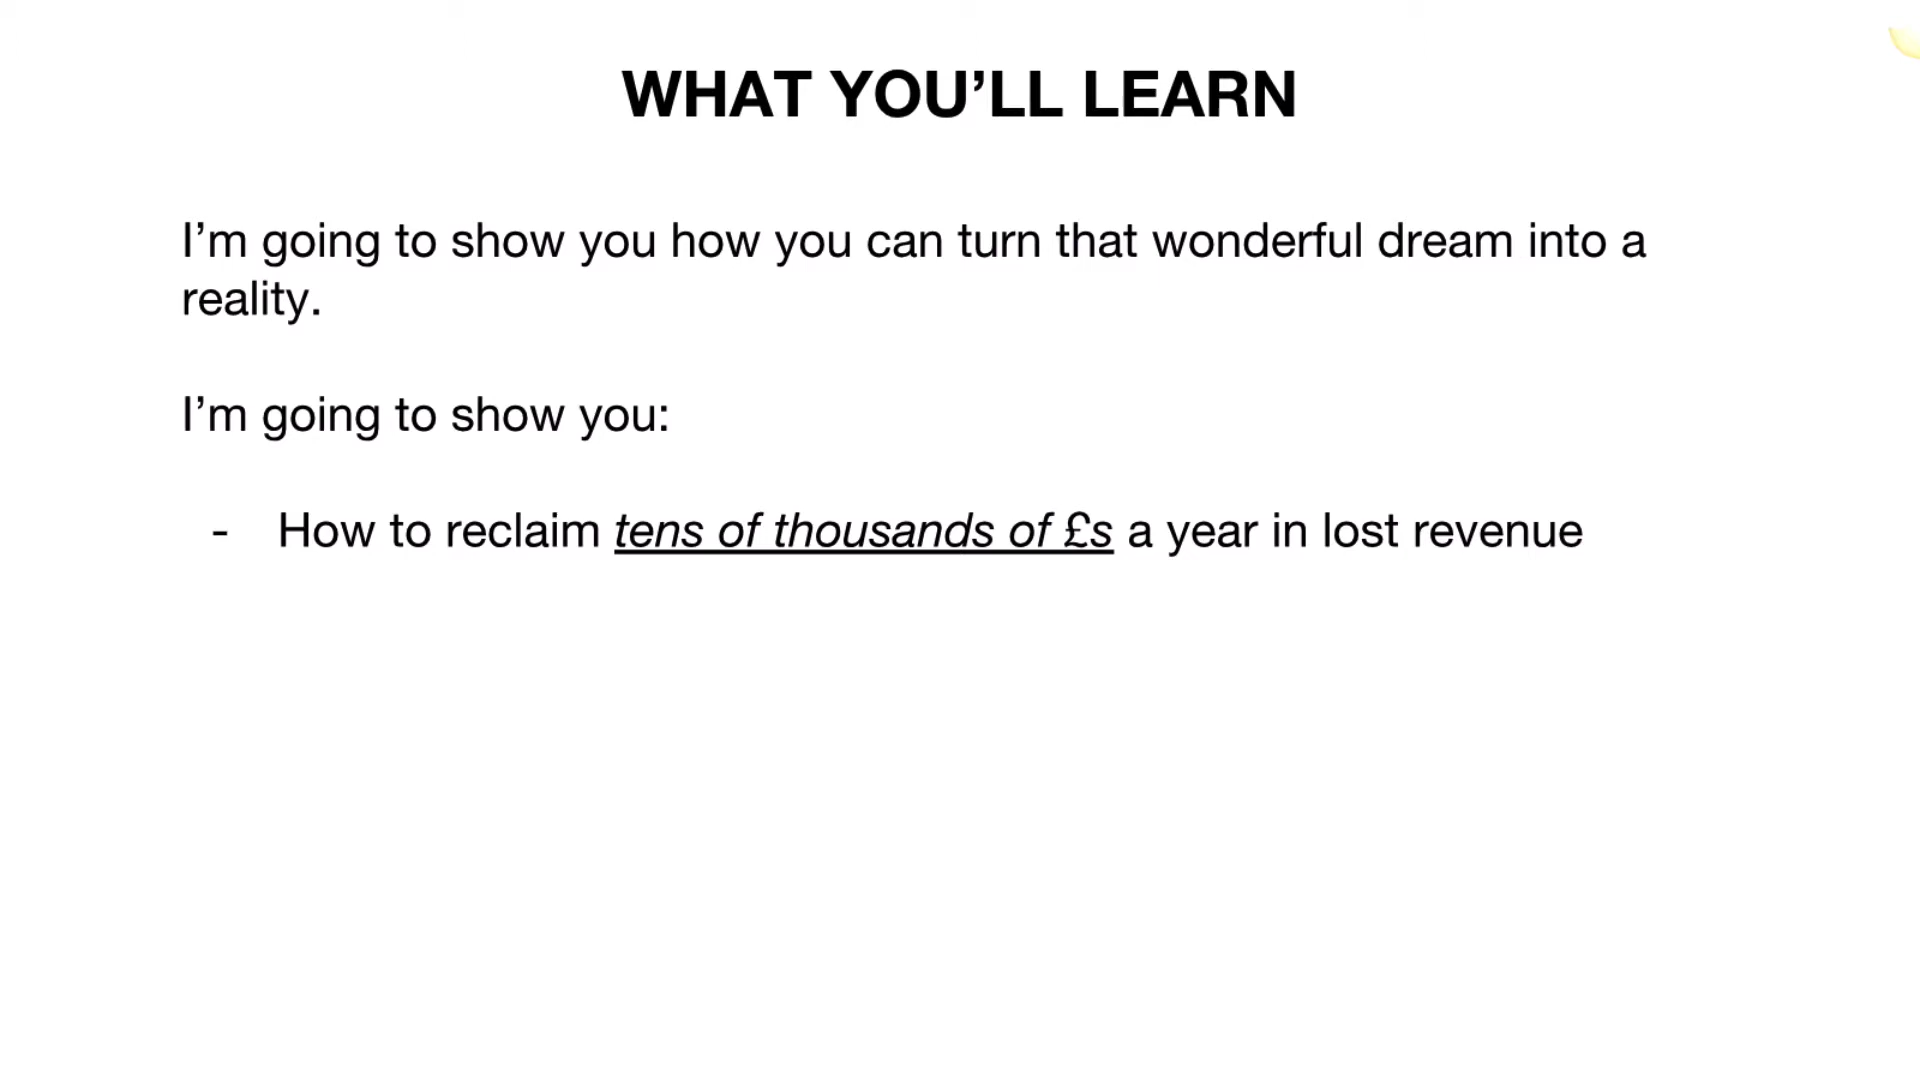 WHAT YOU’LL LEARN
I’m going to show you how you can turn that wonderful dream into a
reality.
I’m going to show you:
- How to reclaim tens of thousands of £s a year in lost revenue